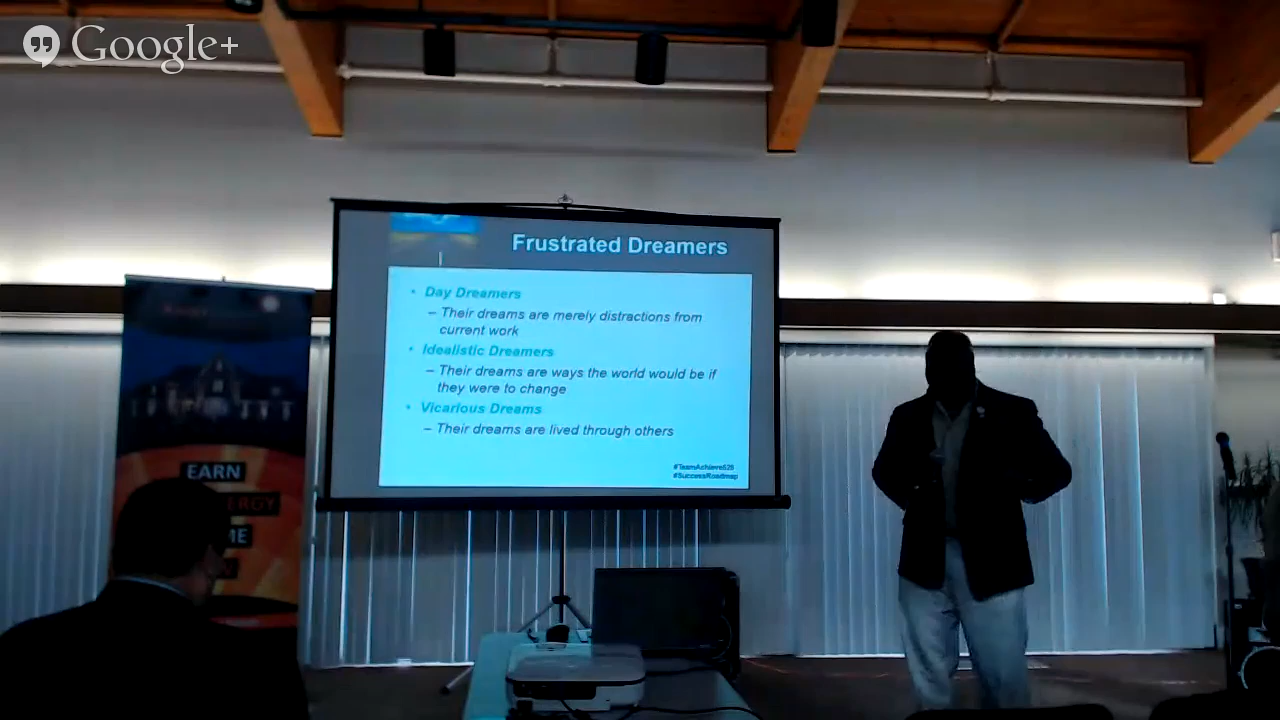 Google+
Frustrated Dreamers
• Day Dreamers
– Their dreams are merely distractions from
current work
• Idealistic Dreamers
– Their dreams are ways the world would be if
they were to change
• Vicarious Dreams
– Their dreams are lived through others
#TeamAchieve529
#SuccessRoadmap
EARN